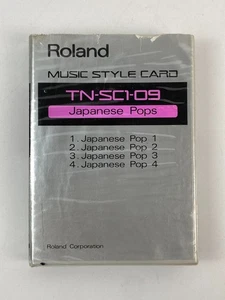 Roland
MUSIC STYLE CARD
TN-SC1-09
Japanese Pops
1. Japanese Pop 1
2. Japanese Pop 2
3. Japanese Pop 3
4. Japanese Pop 4
Roland Corporation